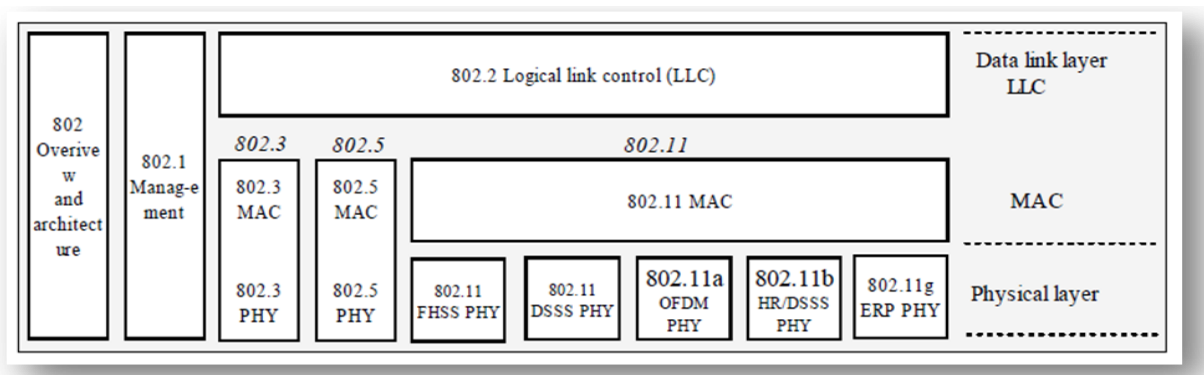 802
Overive
w
and
architect
ure
802.1
Manag-e
ment
802.2 Logical link control (LLC)
Data link layer
LLC
802.3
802.5
802.11
802.3
MAC
802.5
MAC
802.11 MAC
MAC
802.3
PHY
802.5
PHY
802.11
FHSS PHY
802.11
DSSS PHY
802.11a
OFDM
PHY
802.11b
HR/DSSS
PHY
802.11g
ERP PHY
Physical layer